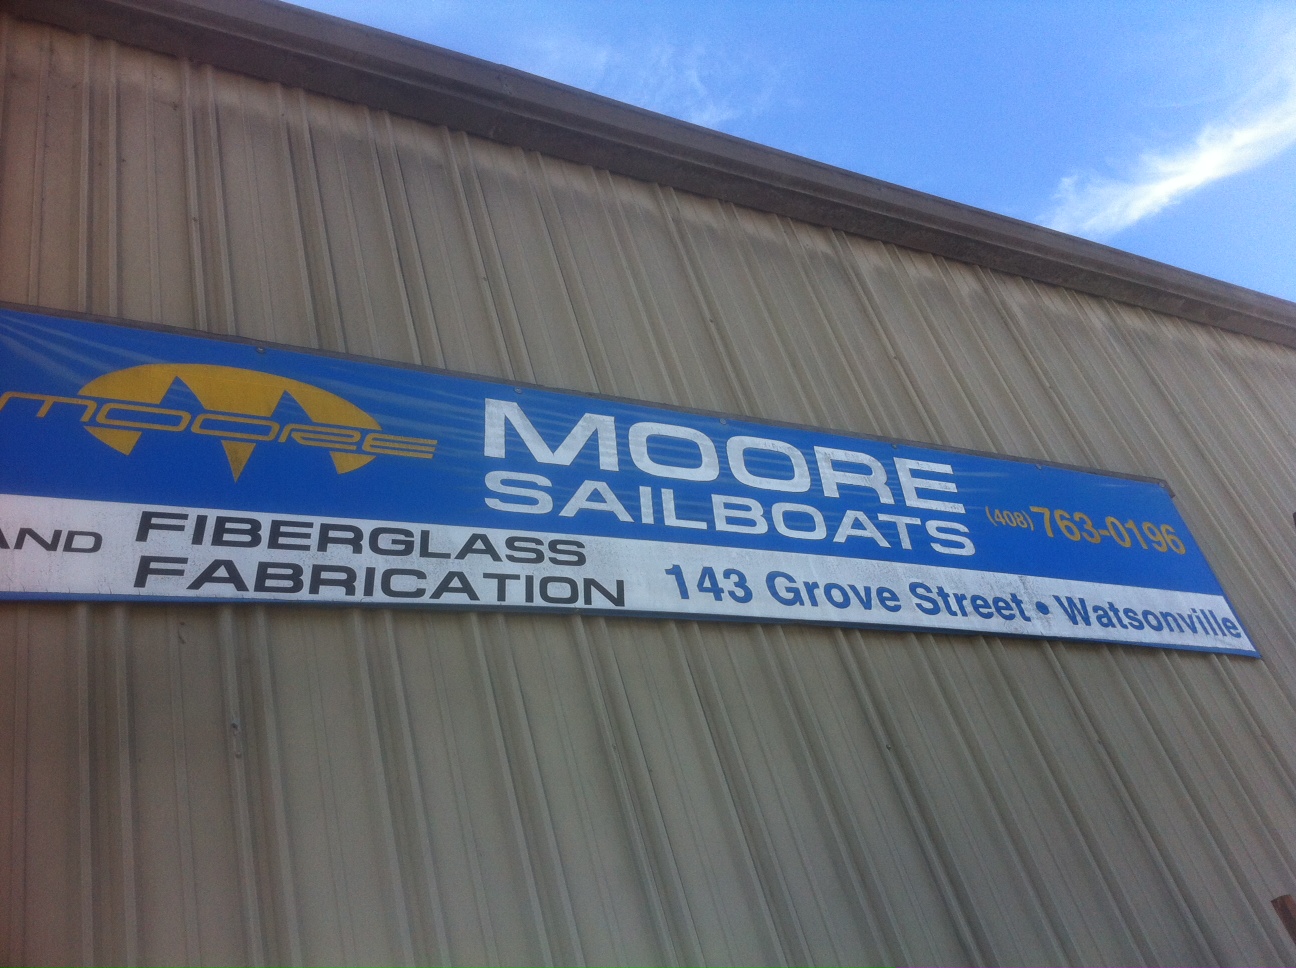 MOORE
MOORE
SAILBOATS
(408) 763-0196
AND FIBERGLASS
FABRICATION
143 Grove Street • Watsonville